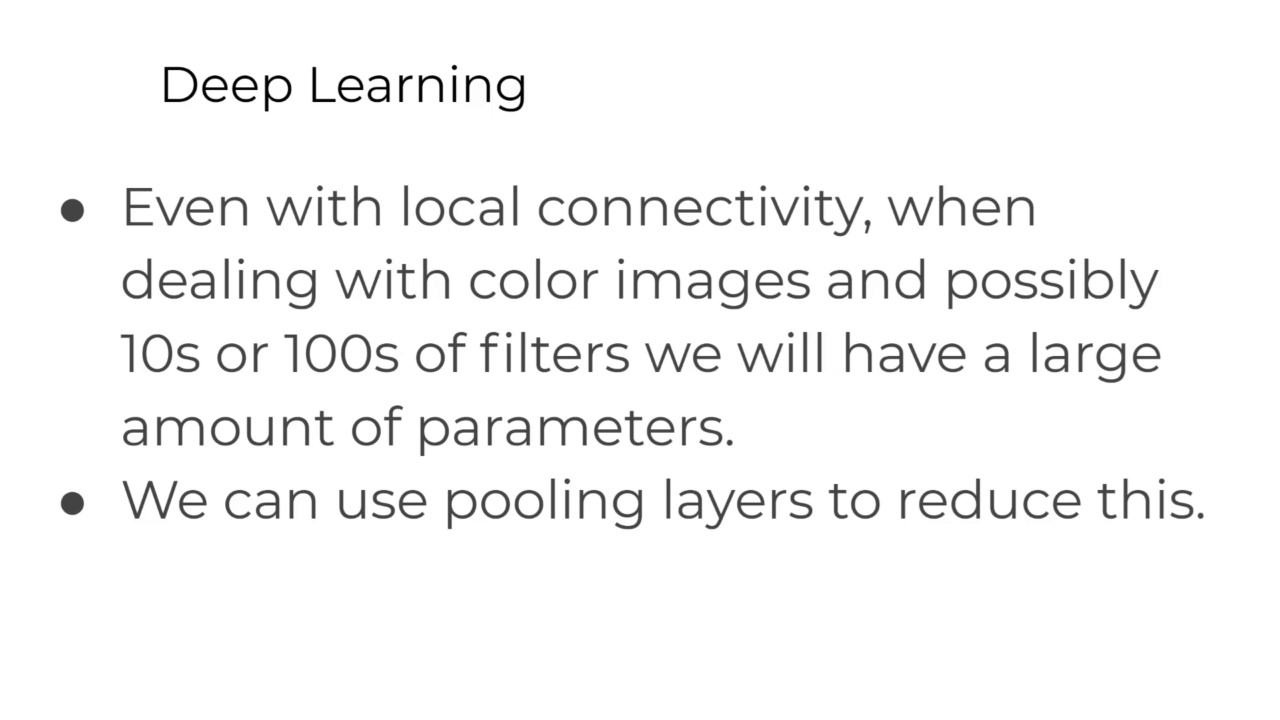 Deep Learning
● Even with local connectivity, when
dealing with color images and possibly
10s or 100s of filters we will have a large
amount of parameters.
● We can use pooling layers to reduce this.